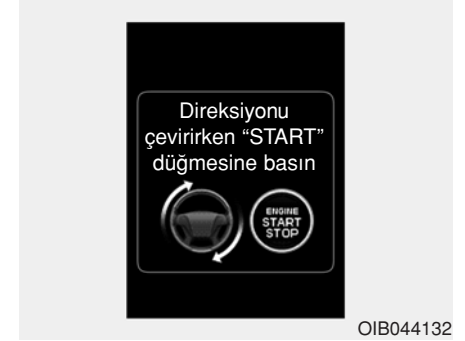 Direksiyonu
çevirirken “START”
düğmesine basın
ENGINE
START
STOP
OIB044132